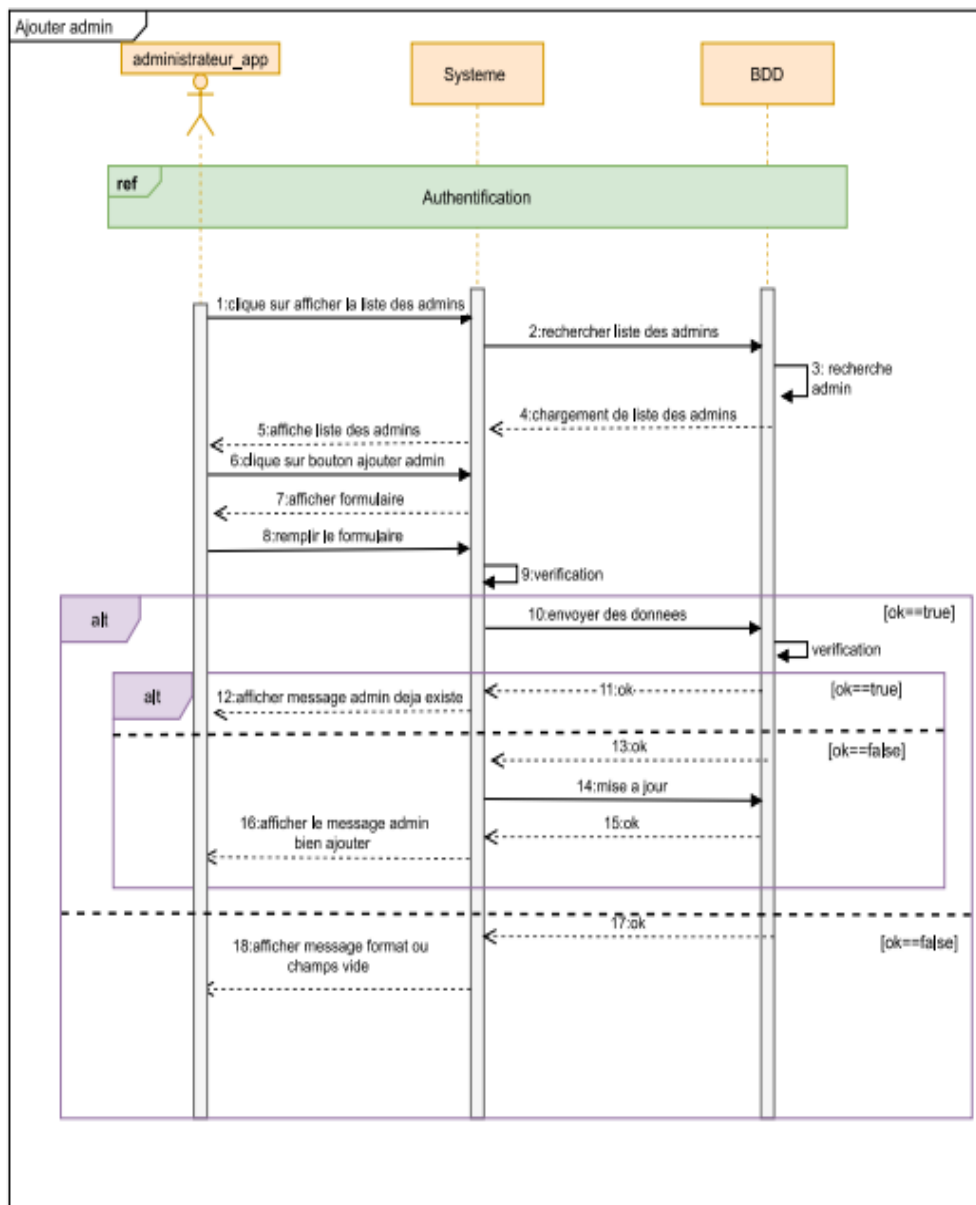 Ajouter admin
administrateur_app
Systeme
BDD
ref
Authentification
1:clique sur afficher la liste des admins
2:rechercher liste des admins
3: recherche
admin
4:chargement de liste des admins
5:affiche liste des admins
6:clique sur bouton ajouter admin
7:afficher formulaire
8:remplir le formulaire
9:verification
alt
10:envoyer des donnees
[ok==true]
verification
alt
11:ok
[ok==true]
12:afficher message admin deja existe
13:ok
[ok==false]
14:mise a jour
15:ok
16:afficher le message admin
bien ajouter
17:ok
[ok==false]
18:afficher message format ou
champs vide